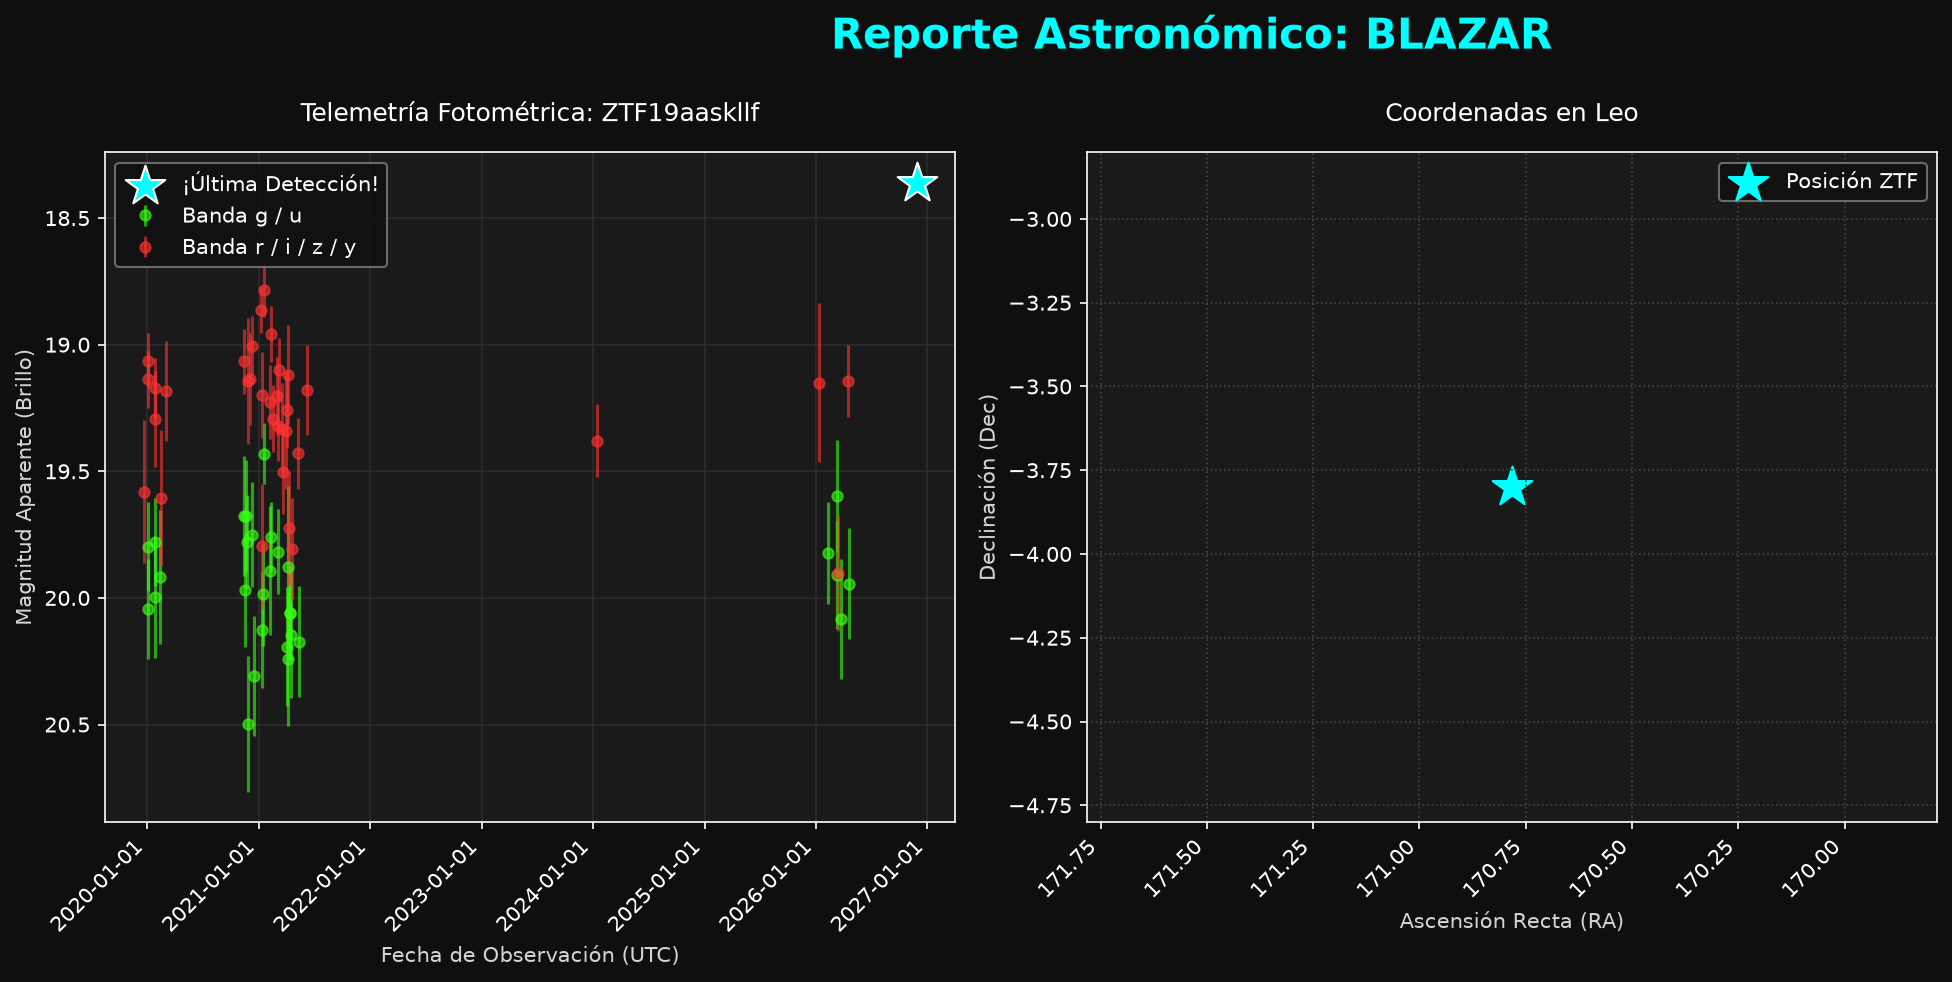 Reporte Astronómico: BLAZAR
Telemetría Fotométrica: ZTF19aaskllf
¡Última Detección!
Banda g / u
Banda r / i / z / y
18.5
19.0
19.5
20.0
20.5
Magnitud Aparente (Brillo)
2020-01-01
2021-01-01
2022-01-01
2023-01-01
2024-01-01
2025-01-01
2026-01-01
2027-01-01
Fecha de Observación (UTC)
Coordenadas en Leo
Posición ZTF
−3.00
−3.25
−3.50
−3.75
−4.00
−4.25
−4.50
−4.75
Declinación (Dec)
171.75
171.50
171.25
171.00
170.75
170.50
170.25
170.00
Ascensión Recta (RA)